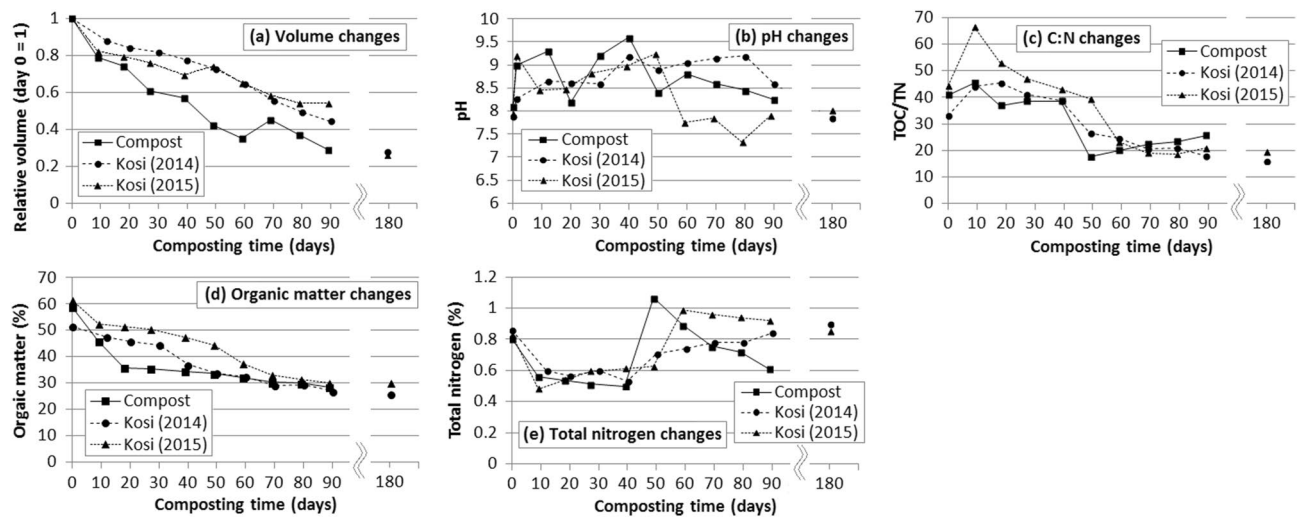 (a) Volume changes
Relative volume (day 0 = 1)
1
0.8
0.6
0.4
0.2
0
Compost
Kosi (2014)
Kosi (2015)
0 10 20 30 40 50 60 70 80 90 180
Composting time (days)
(b) pH changes
pH
10
9.5
9
8.5
8
7.5
7
6.5
6
Compost
Kosi (2014)
Kosi (2015)
0 10 20 30 40 50 60 70 80 90 180
Composting time (days)
(c) C:N changes
TOC/TN
70
60
50
40
30
20
10
0
Compost
Kosi (2014)
Kosi (2015)
0 10 20 30 40 50 60 70 80 90 180
Composting time (days)
(d) Organic matter changes
Orgaic matter (%)
70
60
50
40
30
20
10
0
Compost
Kosi (2014)
Kosi (2015)
0 10 20 30 40 50 60 70 80 90 180
Composting time (days)
Total nitrogen (%)
1.2
1
0.8
0.6
0.4
0.2
0
Compost
Kosi (2014)
Kosi (2015)
(e) Total nitrogen changes
0 10 20 30 40 50 60 70 80 90 180
Composting time (days)